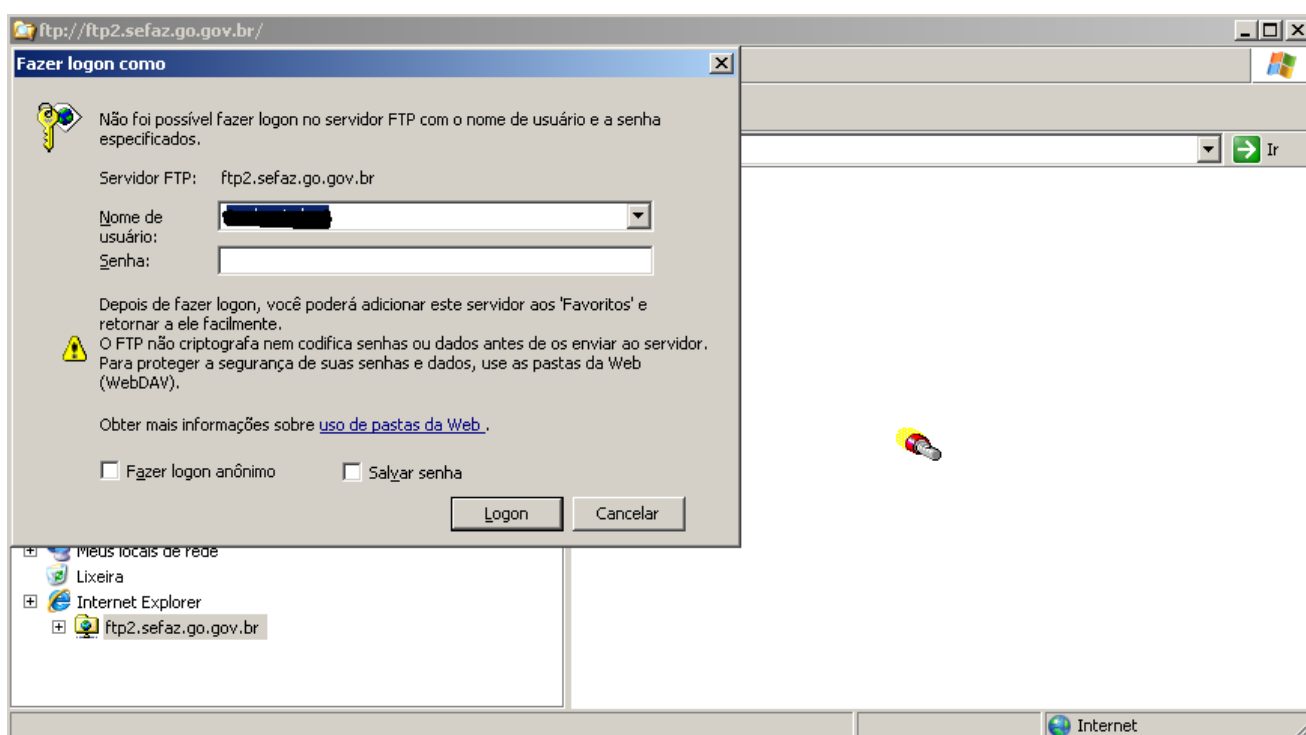 ftp://ftp2.sefaz.go.gov.br/
Fazer logon como
Não foi possível fazer logon no servidor FTP com o nome de usuário e a senha
especificados.
Servidor FTP: ftp2.sefaz.go.gov.br
Nome de
usuário:
Senha:
Depois de fazer logon, você poderá adicionar este servidor aos 'Favoritos' e
retornar a ele facilmente.
O FTP não criptografa nem codifica senhas ou dados antes de os enviar ao servidor.
Para proteger a segurança de suas senhas e dados, use as pastas da Web
(WebDAV).
Obter mais informações sobre uso de pastas da Web .
Fazer logon anônimo Salvar senha
Logon Cancelar
Ir
Meus locais de rede
Lixeira
Internet Explorer
ftp2.sefaz.go.gov.br
Internet